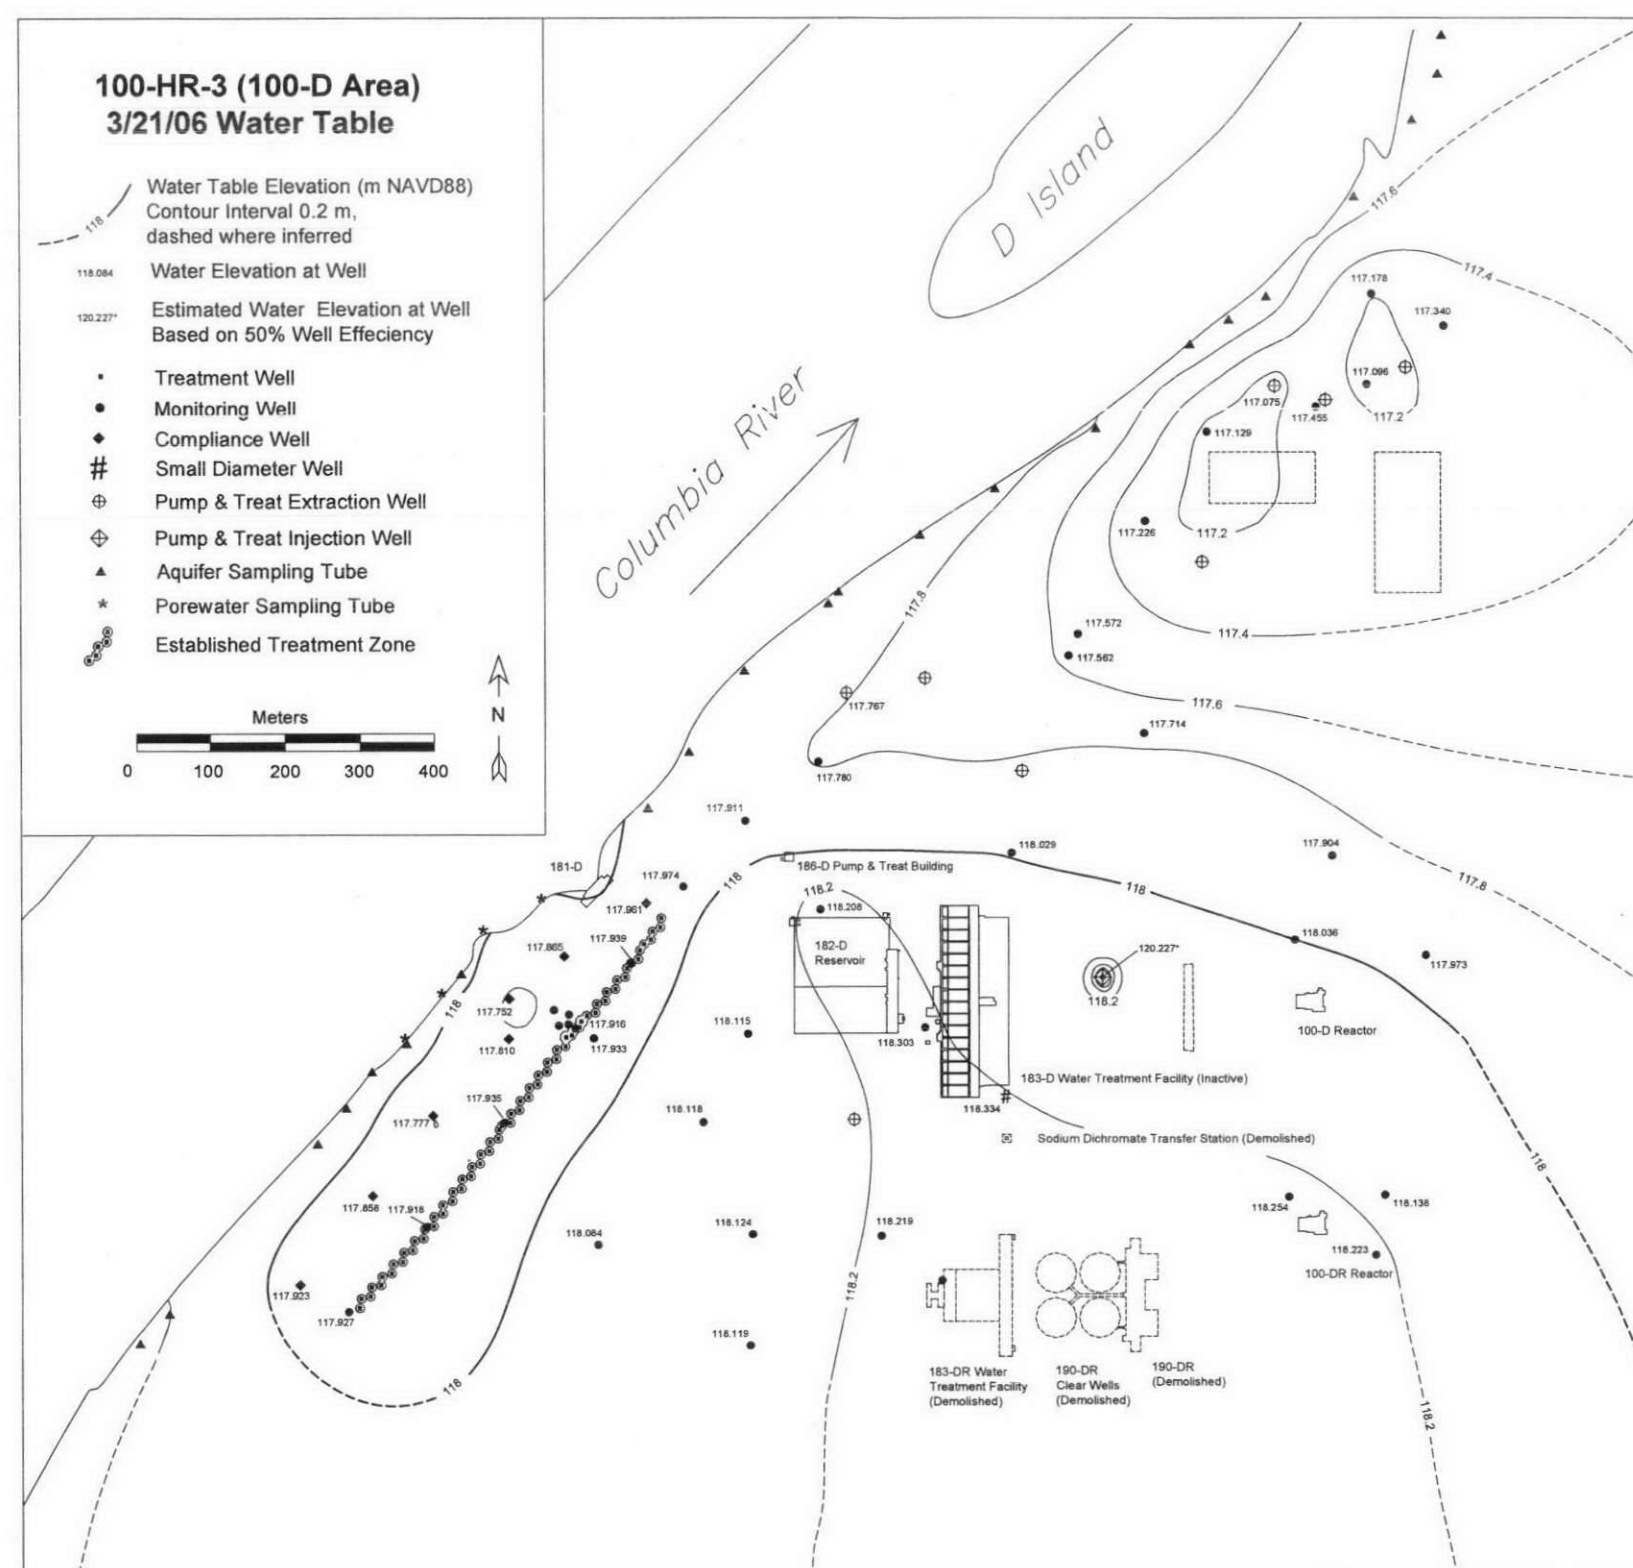 100-HR-3 (100-D Area)
3/21/06 Water Table
118
Water Table Elevation (m NAVD88)
Contour Interval 0.2 m,
dashed where inferred
118.084
Water Elevation at Well
120.227*
Estimated Water Elevation at Well
Based on 50% Well Effeciency
Treatment Well
Monitoring Well
Compliance Well
#
Small Diameter Well
Pump & Treat Extraction Well
Pump & Treat Injection Well
Aquifer Sampling Tube
*
Porewater Sampling Tube
Established Treatment Zone
Meters
N
0 100 200 300 400
D Island
Columbia River
117.6
117.4
117.178
117.340
117.096
117.075
117.455
117.2
117.129
117.226
117.2
117.8
117.572
117.4
117.562
117.767
117.6
117.714
117.780
117.911
118.029
117.904
181-D
186-D Pump & Treat Building
117.974
118
118.2
118
117.8
117.961
118.208
117.939
118.036
117.865
182-D
Reservoir
120.227*
117.973
117.752
118
118.2
117.916
118.115
100-D Reactor
117.810
117.933
118.303
183-D Water Treatment Facility (Inactive)
117.935
118.334
117.777
118.118
Sodium Dichromate Transfer Station (Demolished)
118
117.858
117.918
118.254
118.136
118.084
118.124
118.219
118.223
100-DR Reactor
117.923
118.2
117.927
118.119
118
183-DR Water
Treatment Facility
(Demolished)
190-DR
Clear Wells
(Demolished)
190-DR
(Demolished)
118.2